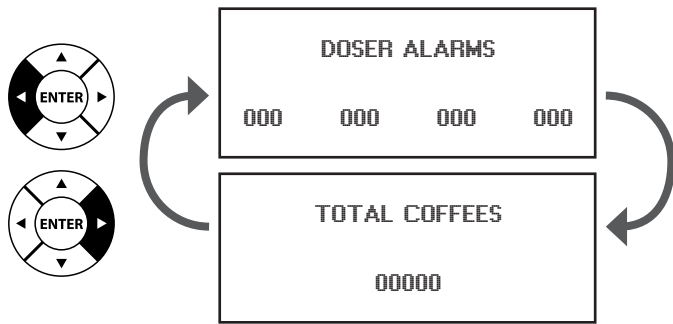 DOSER ALARMS
ENTER
000 000 000 000
TOTAL COFFEES
ENTER
00000